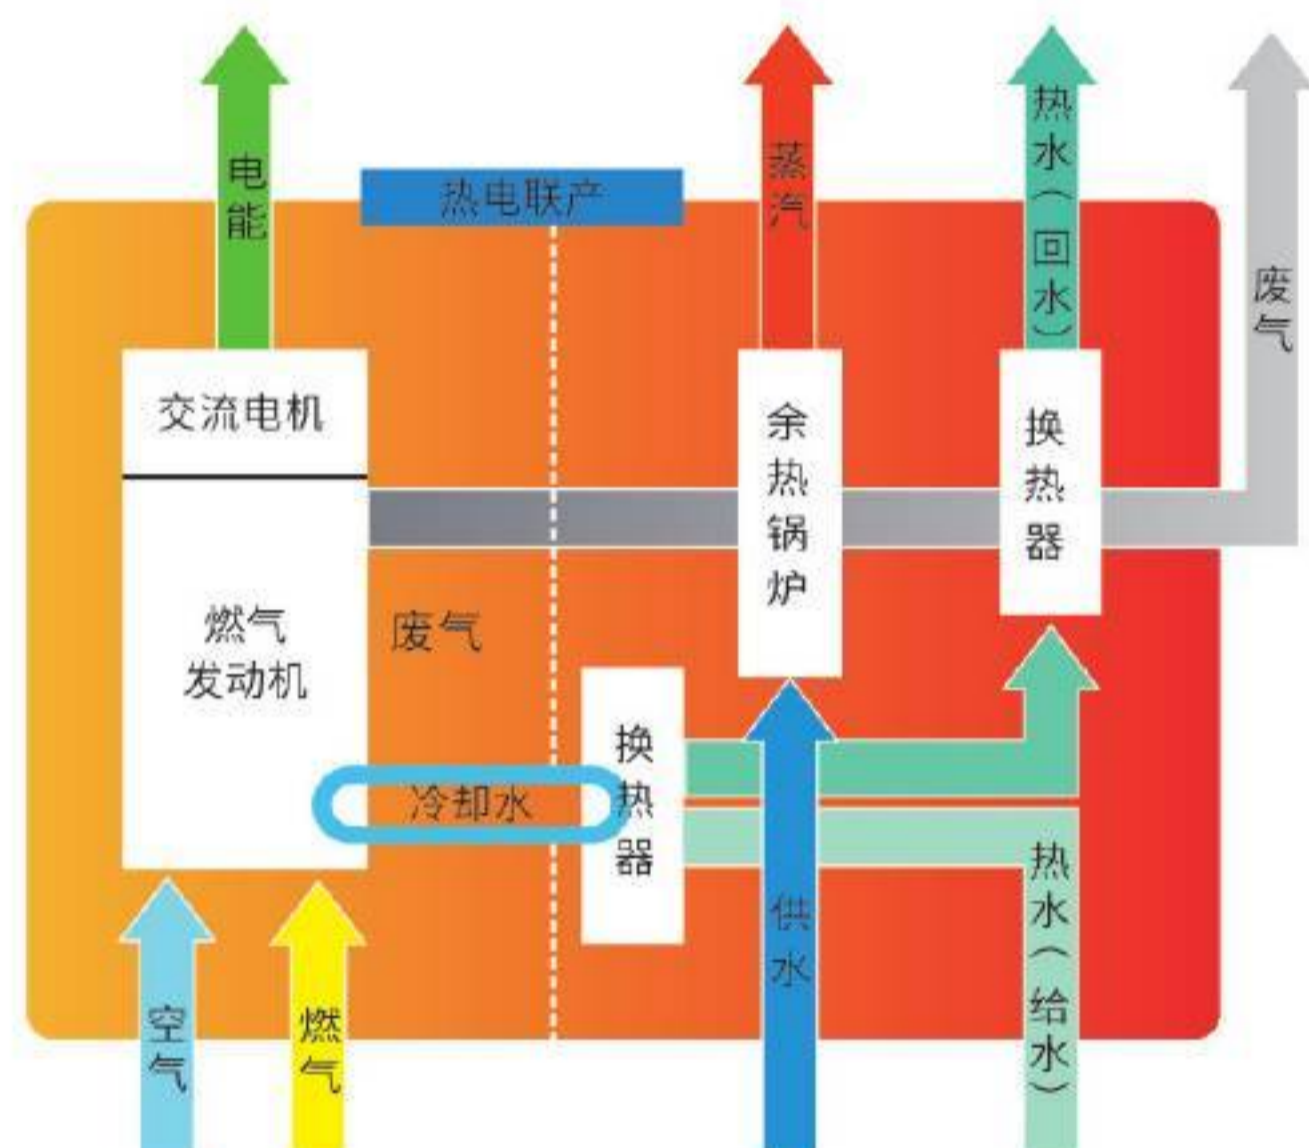 电能
热电联产
蒸汽
热水（回水）
废气
交流电机
余热锅炉
换热器
燃气
发动机
废气
换热器
冷却水
热水（给水）
供水
空气
燃气